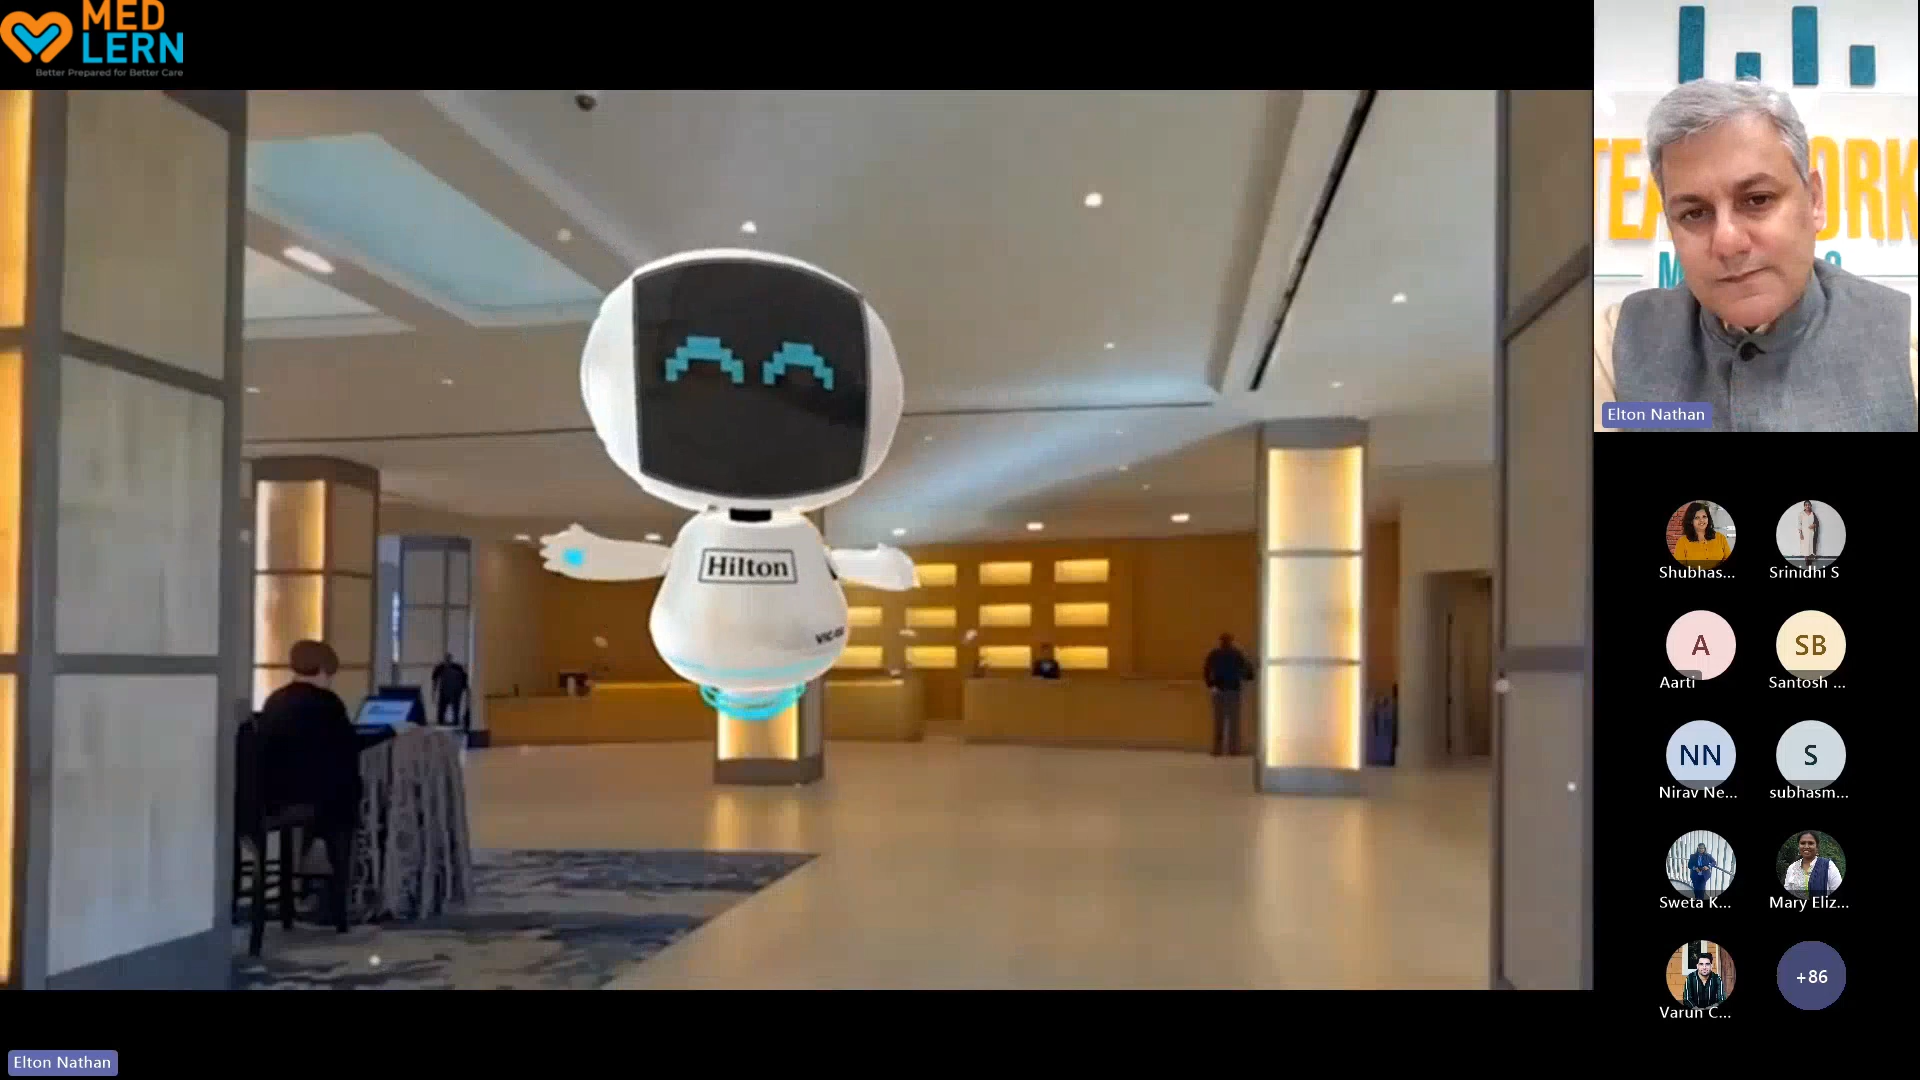 MED
LERN
Better Prepared for Better Care
Hilton
Elton Nathan
Shubhas...
Srinidhi S
A
Aarti
SB
Santosh ...
NN
Nirav Ne...
S
subhasm...
Sweta K...
Mary Eliz...
Varun C...
+86
Elton Nathan